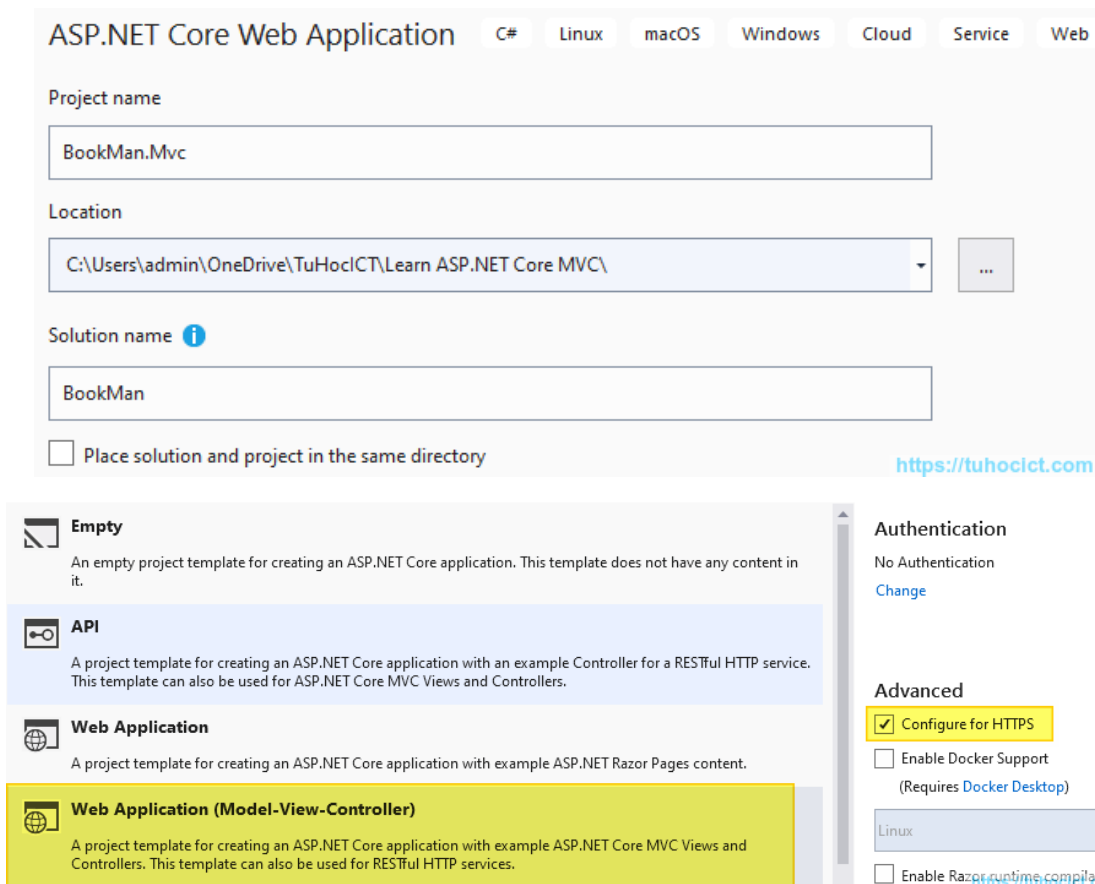 ASP.NET Core Web Application C# Linux macOS Windows Cloud Service Web
Project name
BookMan.Mvc
Location
C:\Users\admin\OneDrive\TuHocICT\Learn ASP.NET Core MVC\
...
Solution name
BookMan
Place solution and project in the same directory
https://tuhocict.com
Empty
An empty project template for creating an ASP.NET Core application. This template does not have any content in
it.
API
A project template for creating an ASP.NET Core application with an example Controller for a RESTful HTTP service.
This template can also be used for ASP.NET Core MVC Views and Controllers.
Web Application
A project template for creating an ASP.NET Core application with example ASP.NET Razor Pages content.
Web Application (Model-View-Controller)
A project template for creating an ASP.NET Core application with example ASP.NET Core MVC Views and
Controllers. This template can also be used for RESTful HTTP services.
Authentication
No Authentication
Change
Advanced
Configure for HTTPS
Enable Docker Support
(Requires Docker Desktop)
Linux
Enable Razor runtime compila